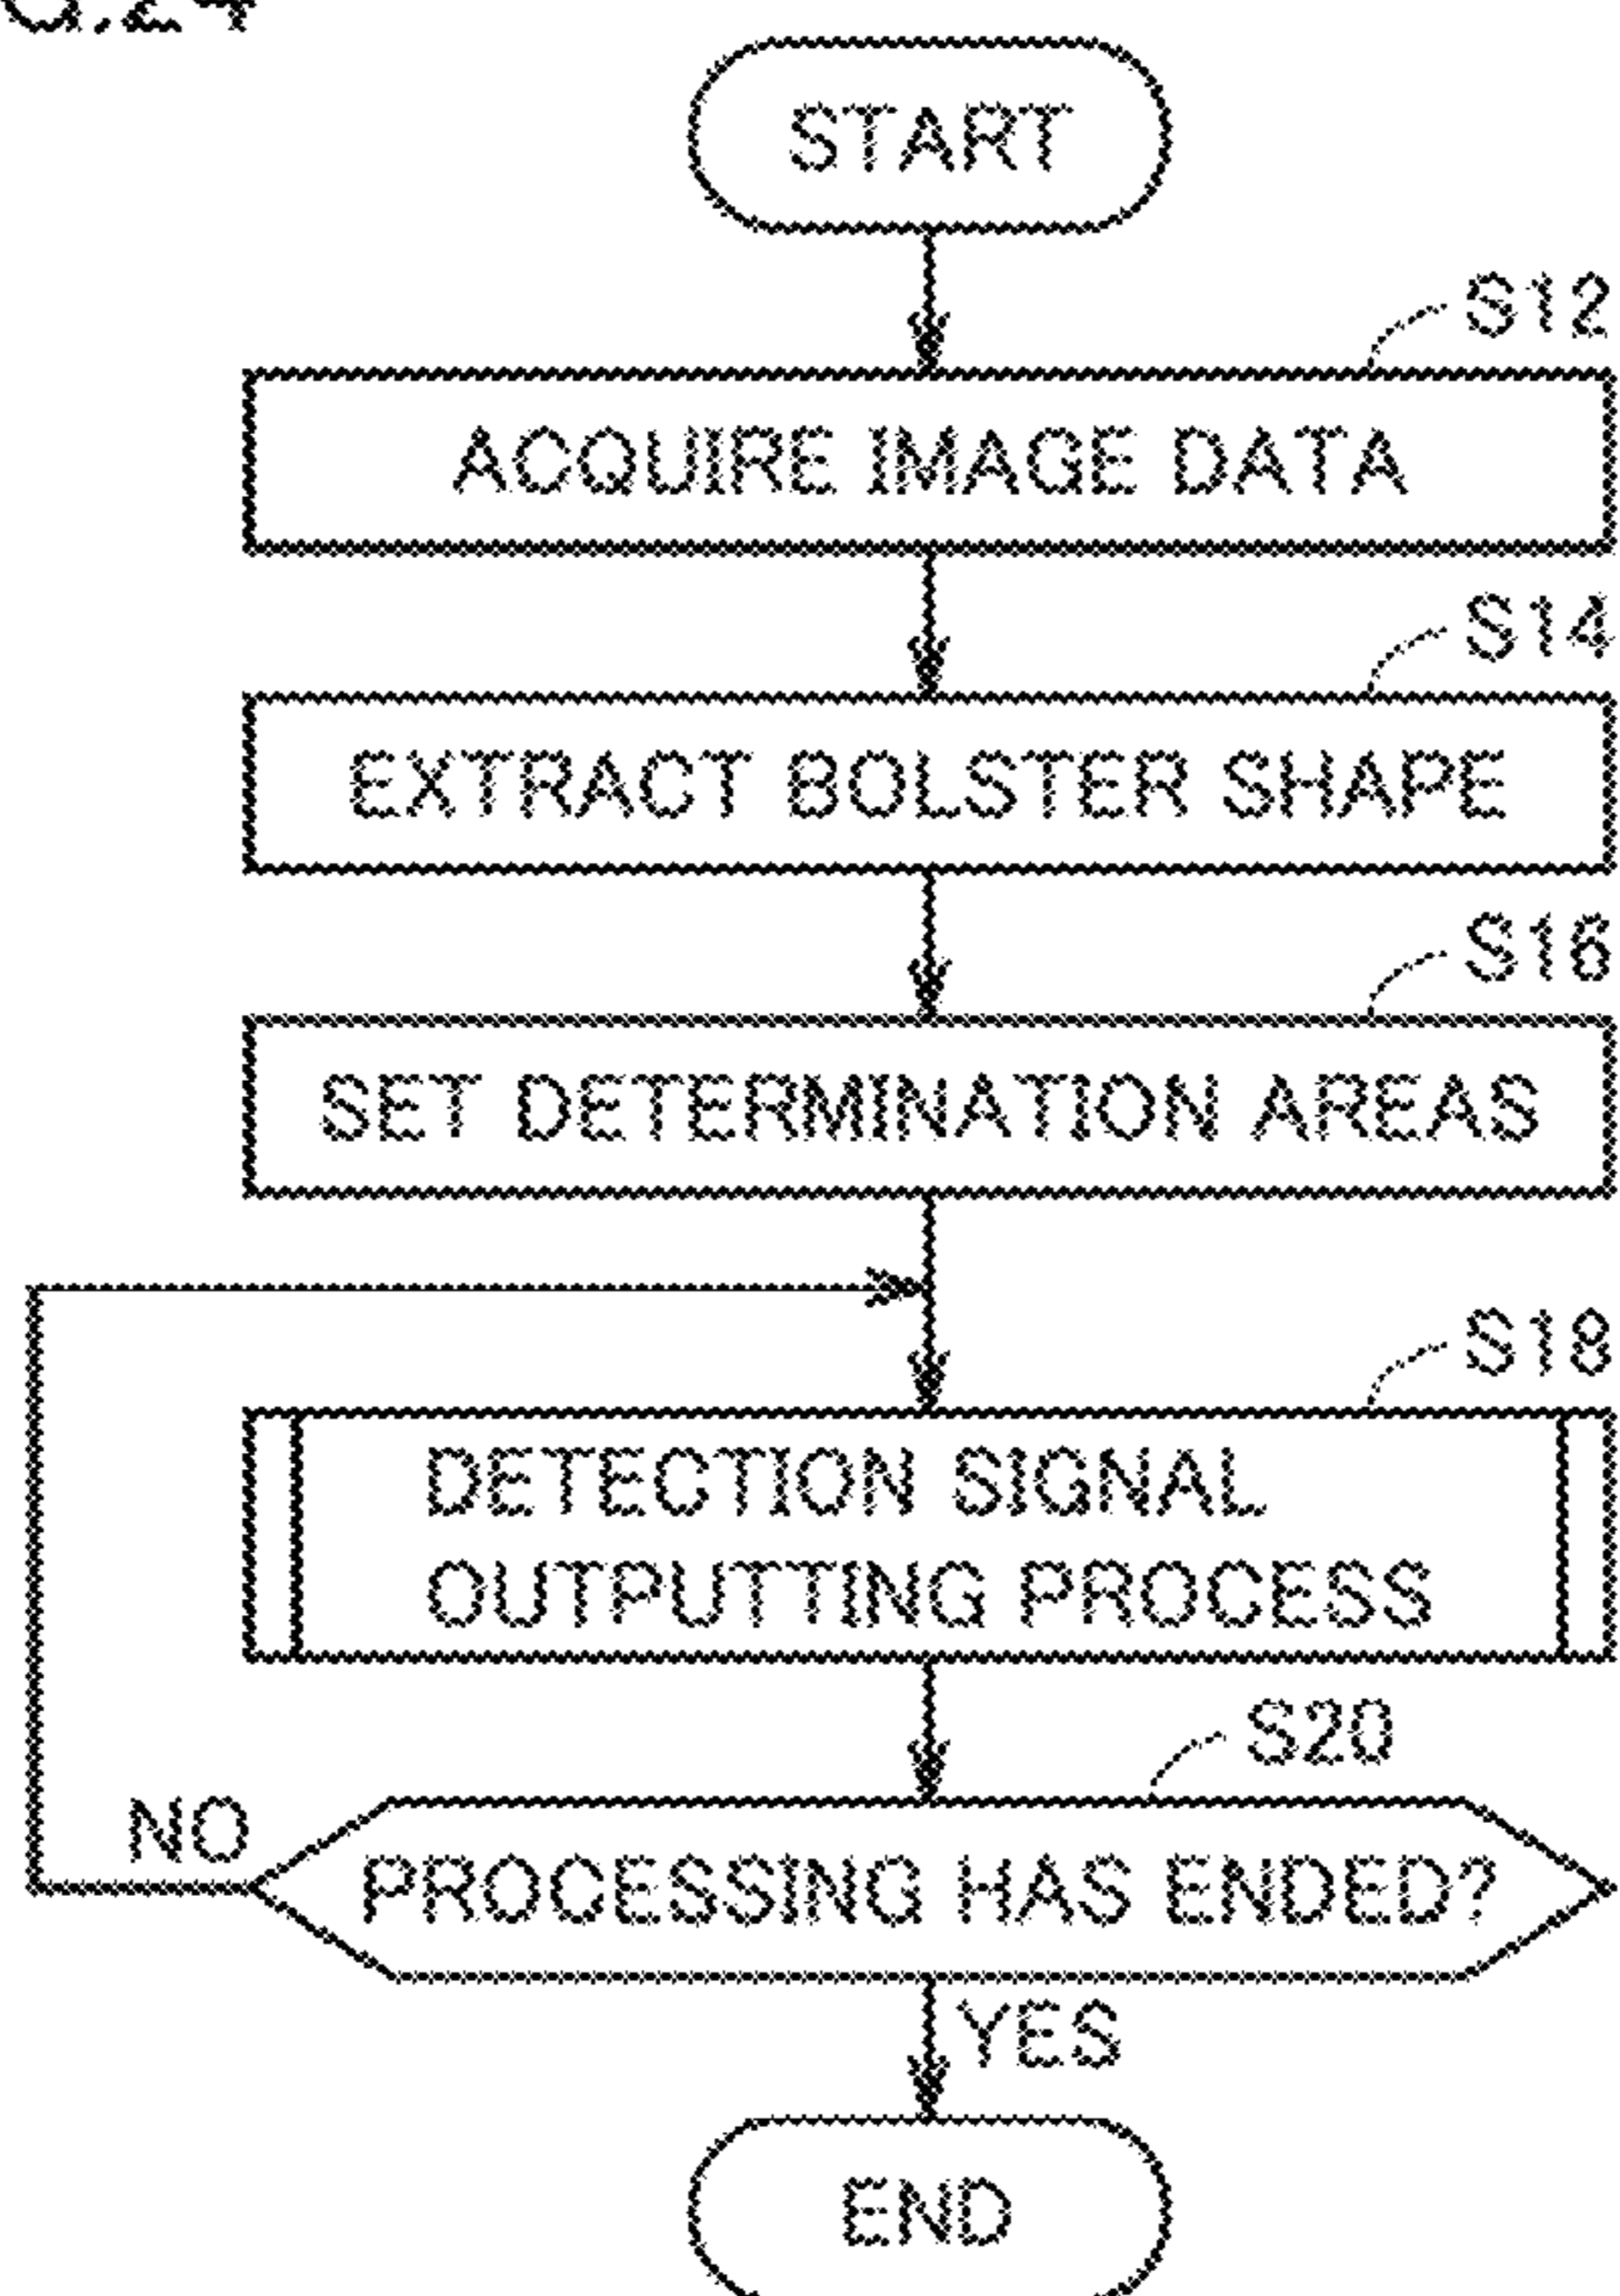 G.24
START
S12
ACQUIRE IMAGE DATA
S14
EXTRACT BOLSTER SHAPE
S16
SET DETERMINATION AREAS
S18
DETECTION SIGNAL
OUTPUTTING PROCESS
S20
NO
PROCESSING HAS ENDED?
YES
END